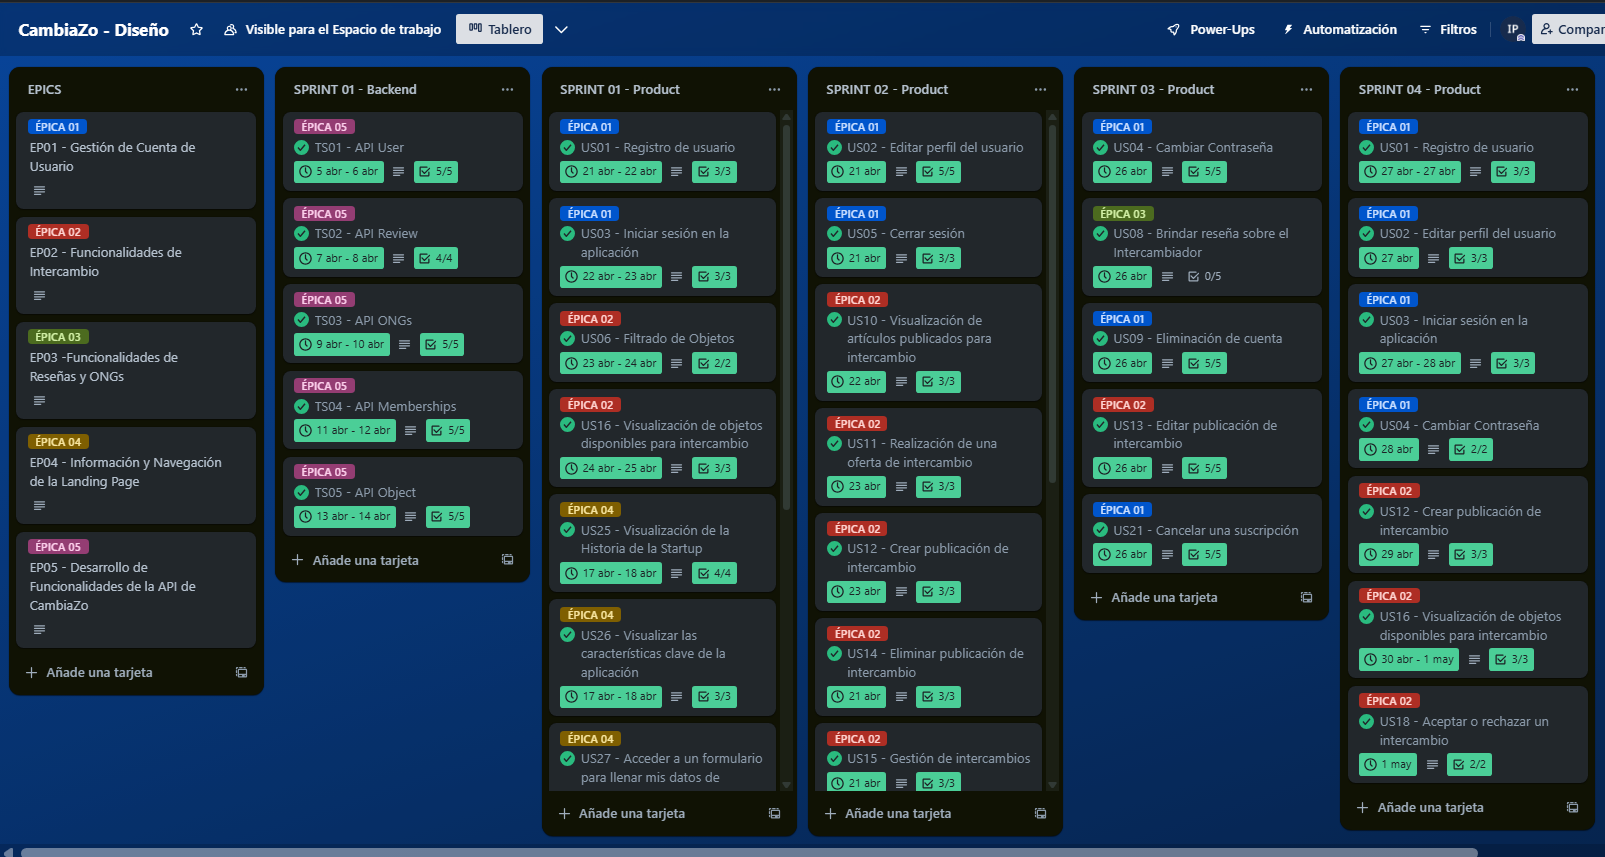 CambiaZo - Diseño
Visible para el Espacio de trabajo
Tablero
Power-Ups
Automatización
Filtros
IP
Compar
EPICS
ÉPICA 01
EP01 - Gestión de Cuenta de
Usuario
ÉPICA 02
EP02 - Funcionalidades de
Intercambio
ÉPICA 03
EP03 -Funcionalidades de
Reseñas y ONGs
ÉPICA 04
EP04 - Información y Navegación
de la Landing Page
ÉPICA 05
EP05 - Desarrollo de
Funcionalidades de la API de
CambiaZo
Añade una tarjeta
SPRINT 01 - Backend
ÉPICA 05
TS01 - API User
5 abr - 6 abr 5/5
ÉPICA 05
TS02 - API Review
7 abr - 8 abr 4/4
ÉPICA 05
TS03 - API ONGs
9 abr - 10 abr 5/5
ÉPICA 05
TS04 - API Memberships
11 abr - 12 abr 5/5
ÉPICA 05
TS05 - API Object
13 abr - 14 abr 5/5
Añade una tarjeta
SPRINT 01 - Product
ÉPICA 01
US01 - Registro de usuario
21 abr - 22 abr 3/3
ÉPICA 01
US03 - Iniciar sesión en la
aplicación
22 abr - 23 abr 3/3
ÉPICA 02
US06 - Filtrado de Objetos
23 abr - 24 abr 2/2
ÉPICA 02
US16 - Visualización de objetos
disponibles para intercambio
24 abr - 25 abr 3/3
ÉPICA 04
US25 - Visualización de la
Historia de la Startup
17 abr - 18 abr 4/4
ÉPICA 04
US26 - Visualizar las
características clave de la
aplicación
17 abr - 18 abr 3/3
ÉPICA 04
US27 - Acceder a un formulario
para llenar mis datos de
Añade una tarjeta
SPRINT 02 - Product
ÉPICA 01
US02 - Editar perfil del usuario
21 abr 5/5
ÉPICA 01
US05 - Cerrar sesión
21 abr 3/3
ÉPICA 02
US10 - Visualización de
artículos publicados para
intercambio
22 abr 3/3
ÉPICA 02
US11 - Realización de una
oferta de intercambio
23 abr 3/3
ÉPICA 02
US12 - Crear publicación de
intercambio
23 abr 3/3
ÉPICA 02
US14 - Eliminar publicación de
intercambio
21 abr 3/3
ÉPICA 02
US15 - Gestión de intercambios
21 abr 3/3
Añade una tarjeta
SPRINT 03 - Product
ÉPICA 01
US04 - Cambiar Contraseña
26 abr 5/5
ÉPICA 03
US08 - Brindar reseña sobre el
Intercambiador
26 abr 0/5
ÉPICA 01
US09 - Eliminación de cuenta
26 abr 5/5
ÉPICA 02
US13 - Editar publicación de
intercambio
26 abr 5/5
ÉPICA 01
US21 - Cancelar una suscripción
26 abr 5/5
Añade una tarjeta
SPRINT 04 - Product
ÉPICA 01
US01 - Registro de usuario
27 abr - 27 abr 3/3
ÉPICA 01
US02 - Editar perfil del usuario
27 abr 3/3
ÉPICA 01
US03 - Iniciar sesión en la
aplicación
27 abr - 28 abr 3/3
ÉPICA 01
US04 - Cambiar Contraseña
28 abr 2/2
ÉPICA 02
US12 - Crear publicación de
intercambio
29 abr 3/3
ÉPICA 02
US16 - Visualización de objetos
disponibles para intercambio
30 abr - 1 may 3/3
ÉPICA 02
US18 - Aceptar o rechazar un
intercambio
1 may 2/2
Añade una tarjeta